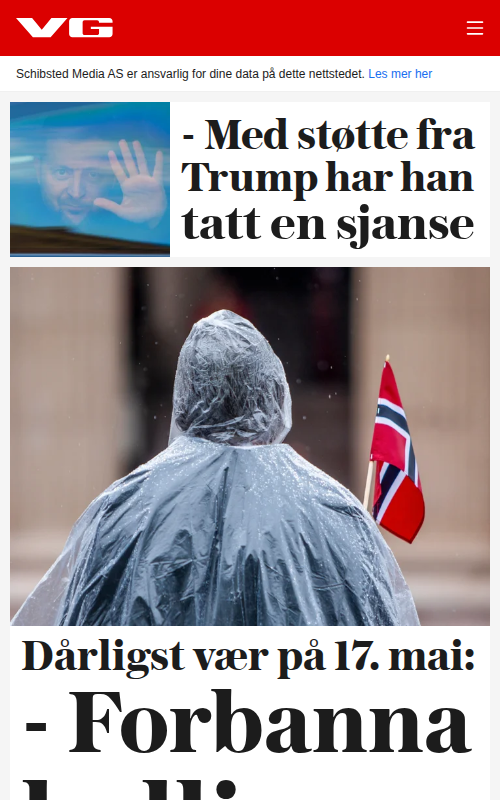 VG
Schibsted Media AS er ansvarlig for dine data på dette nettstedet. Les mer her
- Med støtte fra
Trump har han
tatt en sjanse
Dårligst vær på 17. mai:
- Forbanna